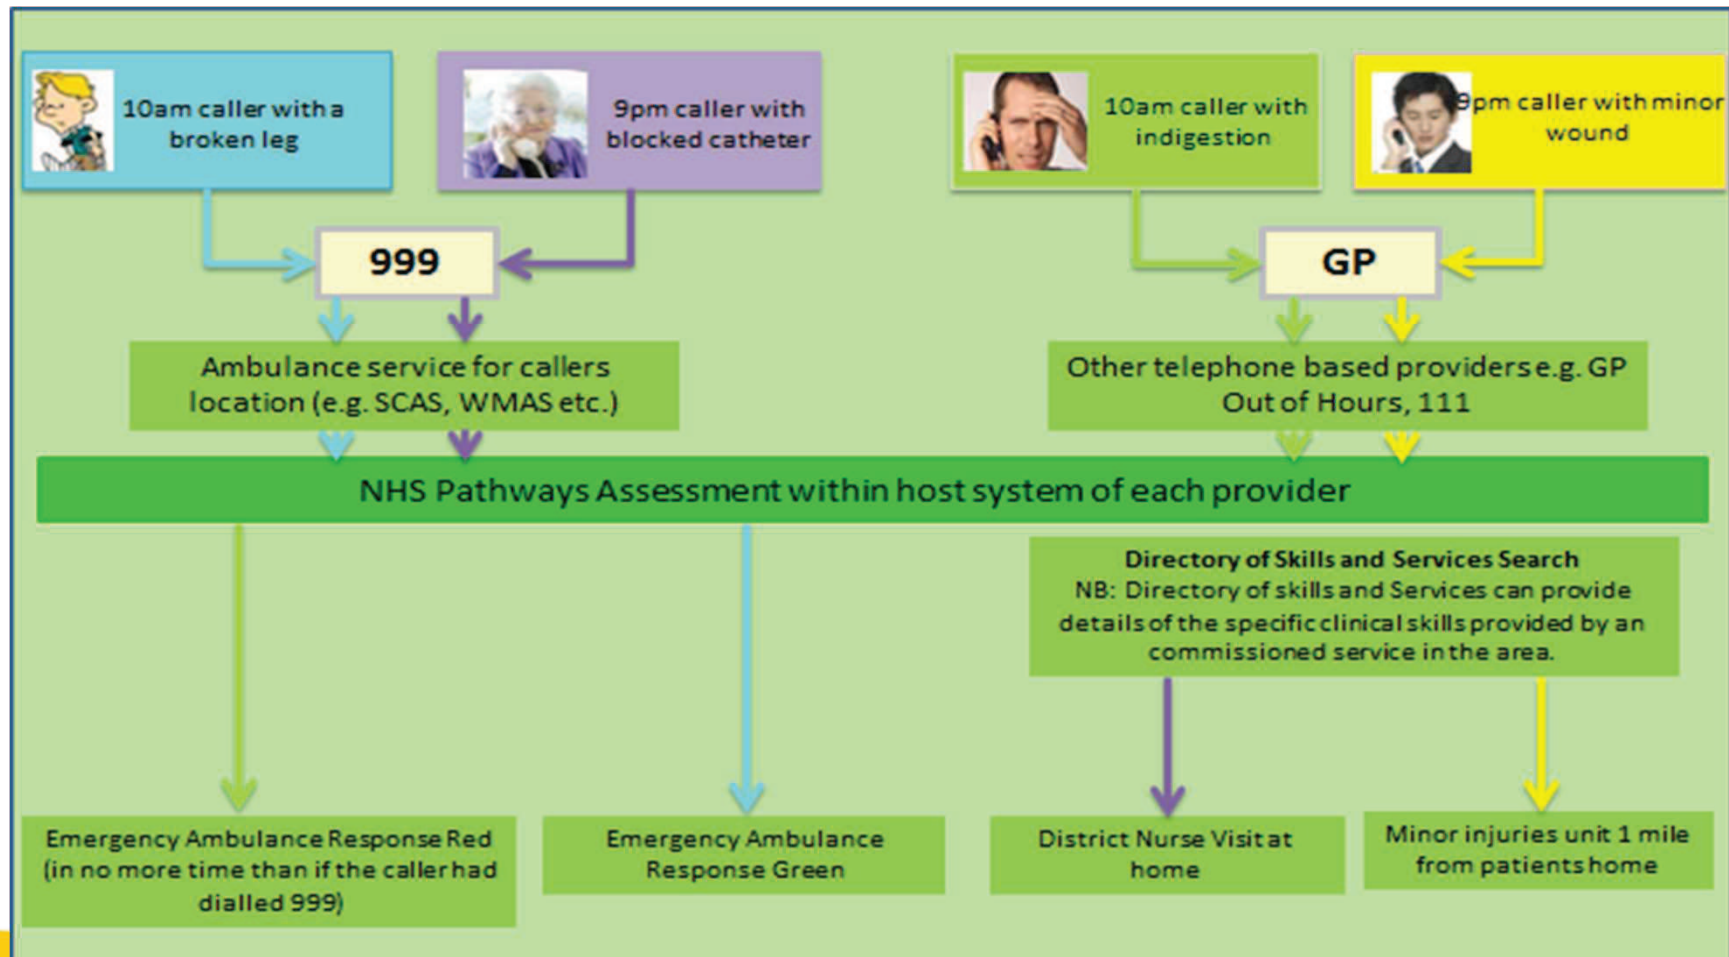 10am caller with a
broken leg
9pm caller with
blocked catheter
10am caller with
indigestion
9pm caller with minor
wound
999
GP
Ambulance service for callers
location (e.g. SCAS, WMAS etc.)
Other telephone based providers e.g. GP
Out of Hours, 111
NHS Pathways Assessment within host system of each provider
Directory of Skills and Services Search
NB: Directory of skills and Services can provide
details of the specific clinical skills provided by an
commissioned service in the area.
Emergency Ambulance Response Red
(in no more time than if the caller had
dialled 999)
Emergency Ambulance
Response Green
District Nurse Visit at
home
Minor injuries unit 1 mile
from patients home